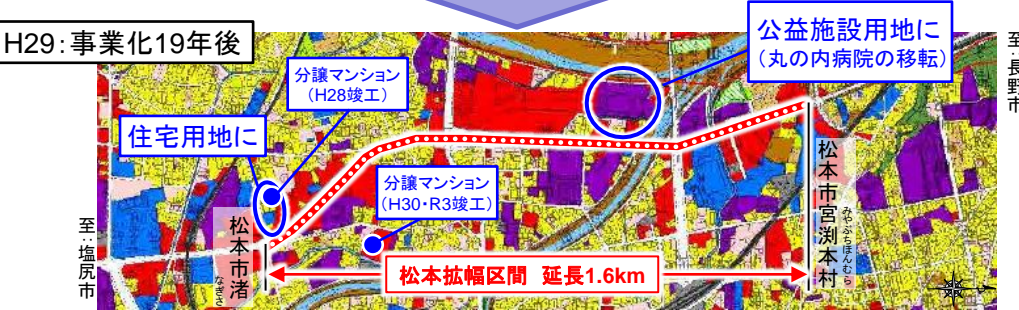 H29：事業化19年後
公益施設用地に
（丸の内病院の移転）
至：長野市
分譲マンション
（H28竣工）
住宅用地に
分譲マンション
（H30・R3竣工）
至：塩尻市
松本市渚
なぎさ
松本拡幅区間　延長1.6km
松本市宮渕本村
みやぶちほんむら